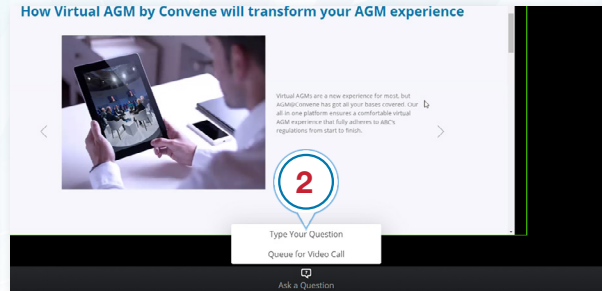 How Virtual AGM by Convene will transform your AGM experience
Virtual AGMs are a new experience for most, but
AGM@Convene has got all your bases covered. Our
all in one platform ensures a comfortable virtual
AGM experience that fully adheres to ABC's
regulations from start to finish.
2
Type Your Question
Queue for Video Call
Ask a Question